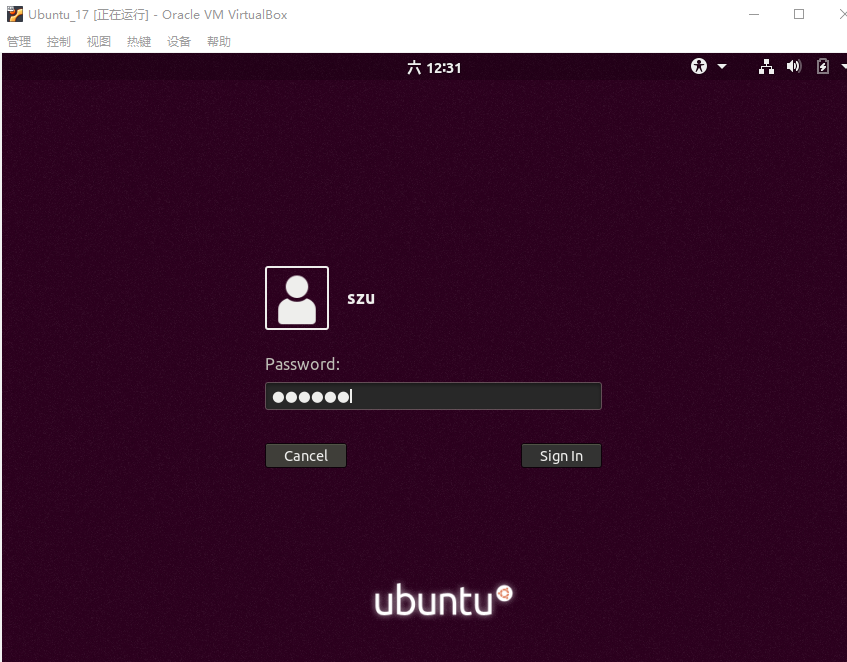 Ubuntu_17 [正在运行] - Oracle VM VirtualBox
管理 控制 视图 热键 设备 帮助
六 12:31
szu
Password:
●●●●●●
Cancel Sign In
ubuntu